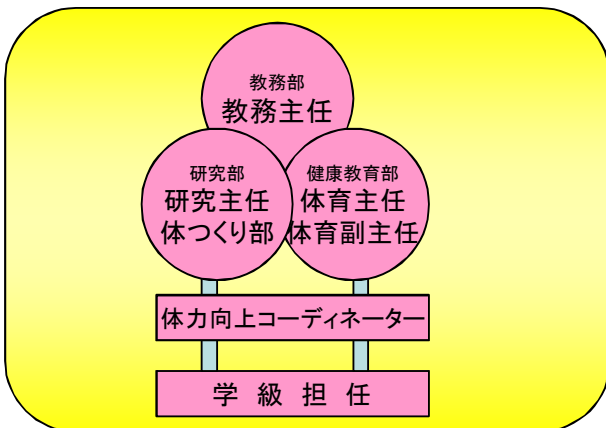 教務部
教務主任
研究部
研究主任
体つくり部
健康教育部
体育主任
体育副主任
体力向上コーディネーター
学 級 担 任